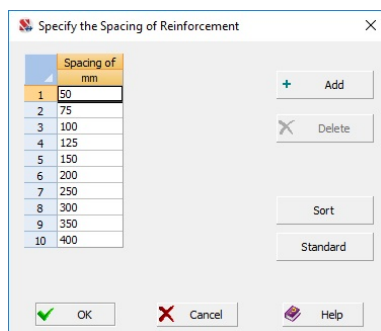 Specify the Spacing of Reinforcement
Spacing of
mm
1 50
2 75
3 100
4 125
5 150
6 200
7 250
8 300
9 350
10 400
Add
Delete
Sort
Standard
OK Cancel Help